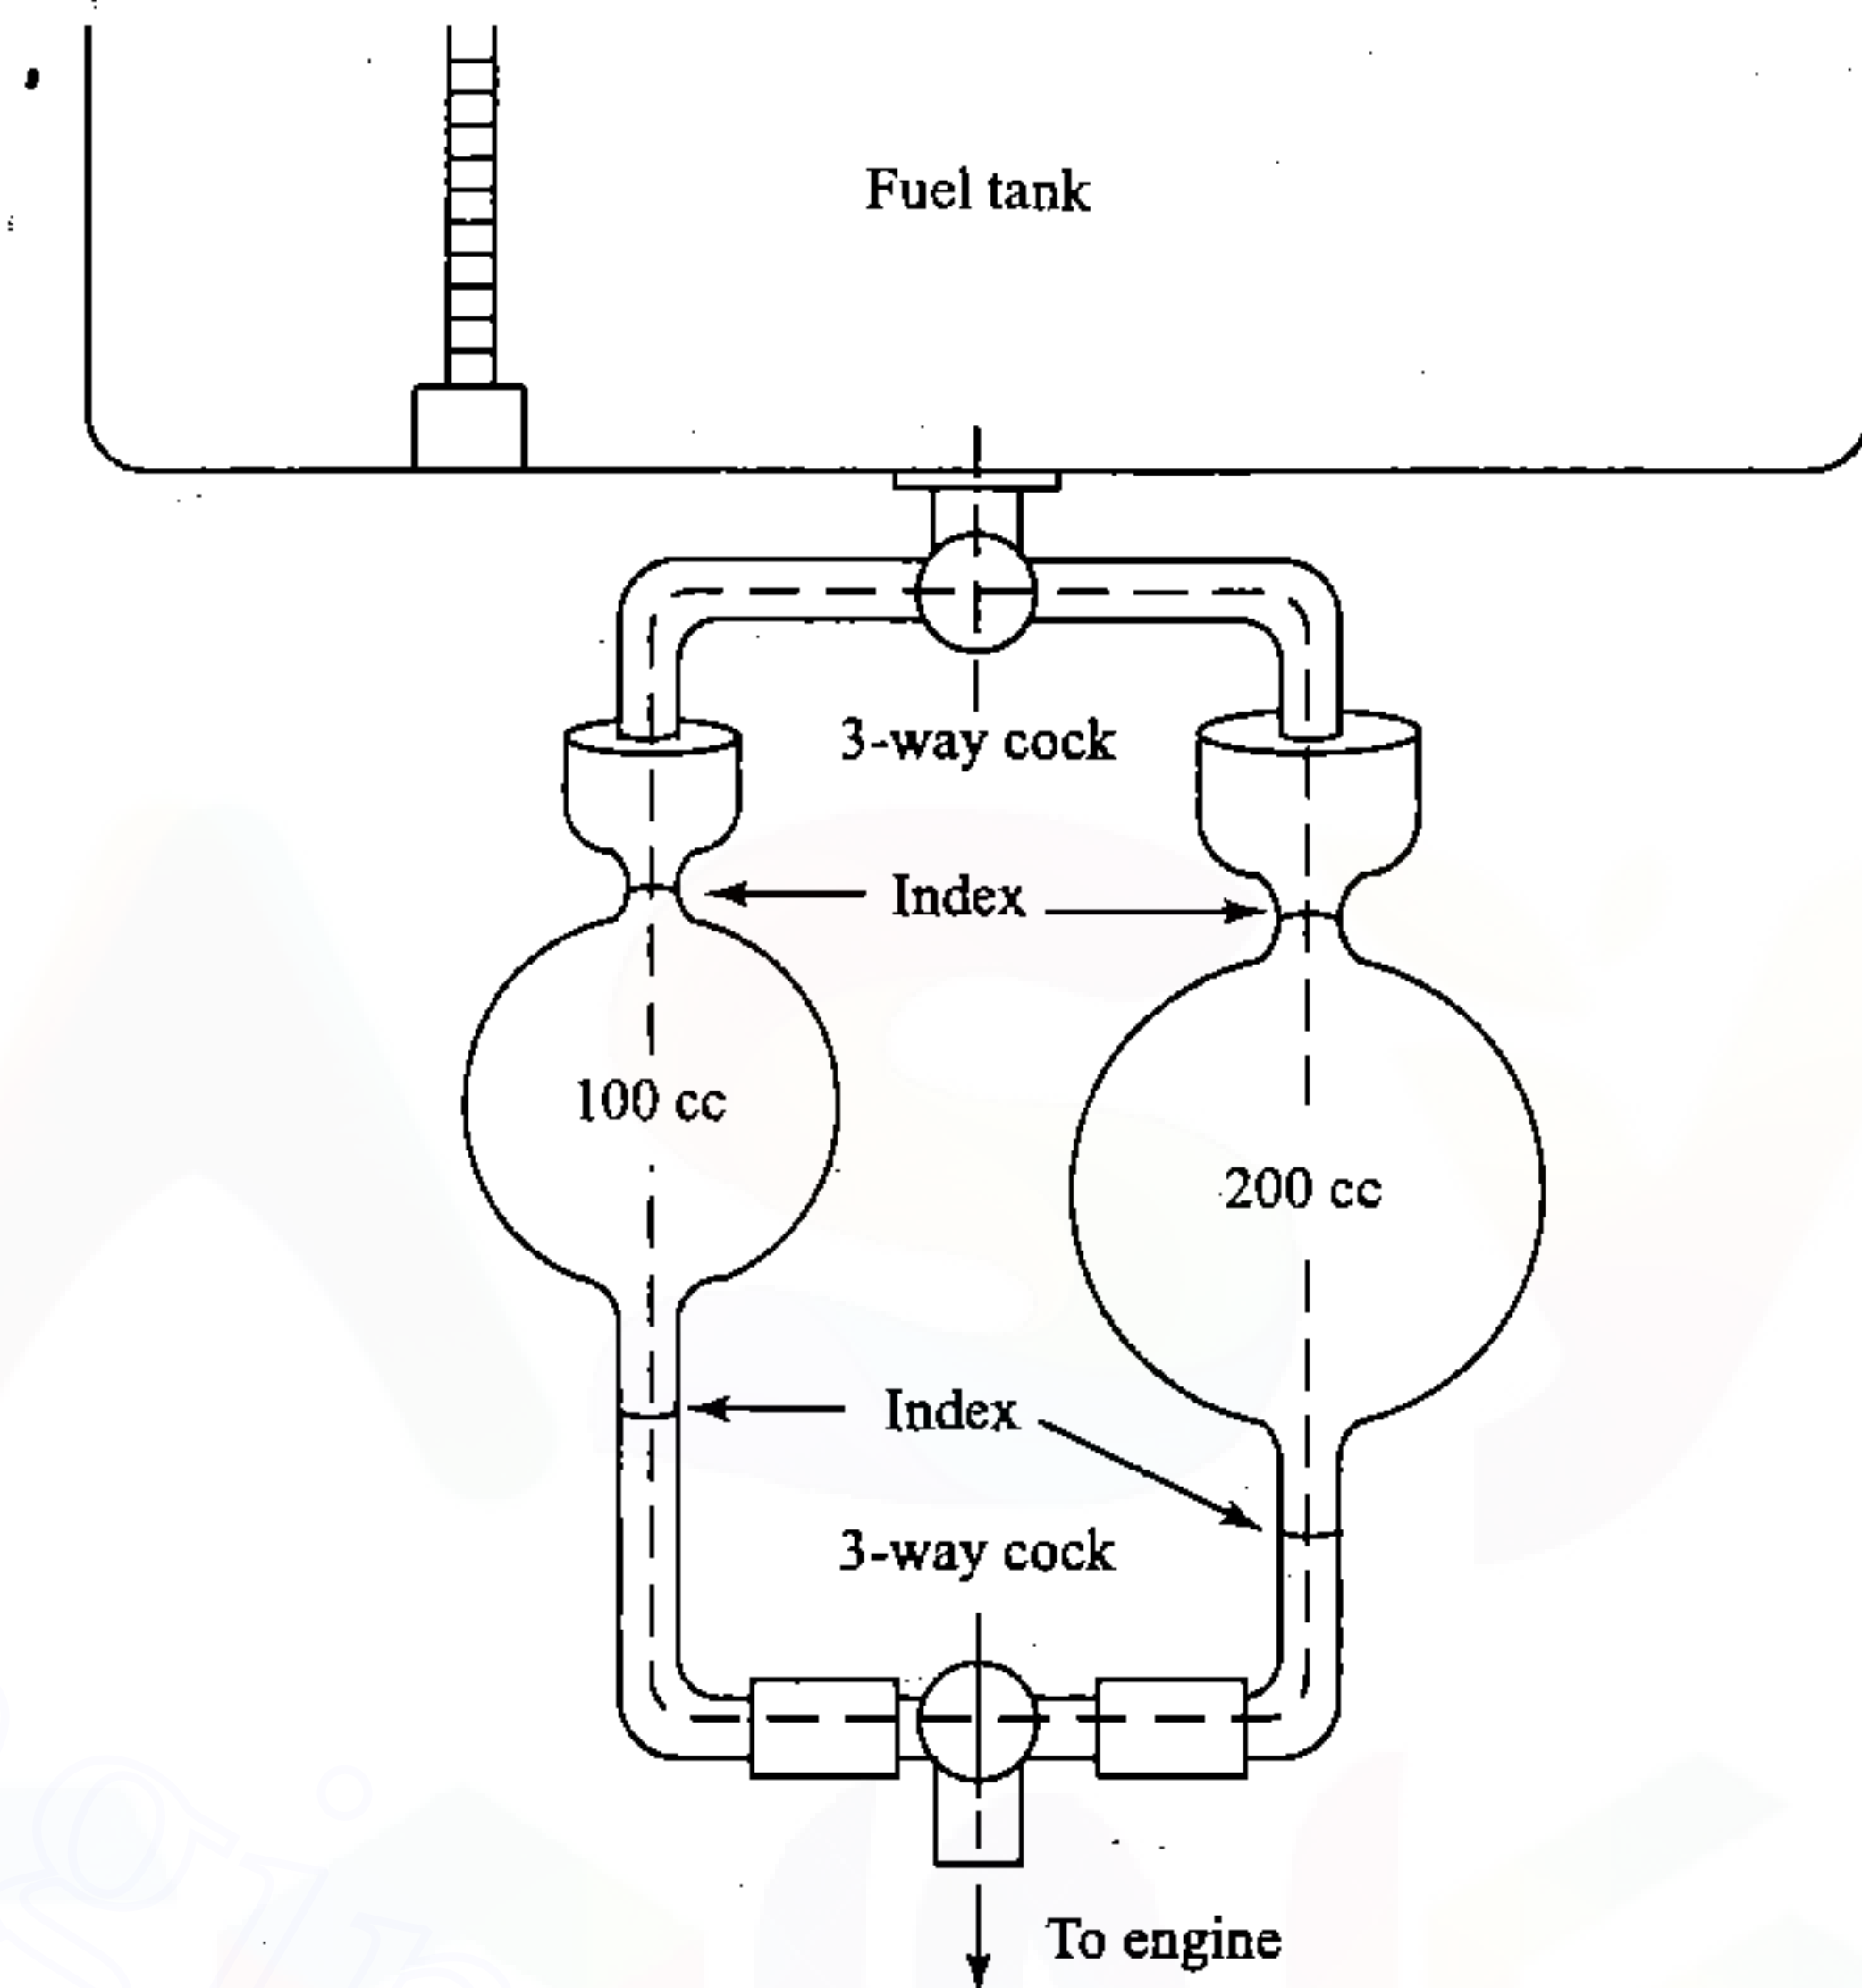 Fuel tank
3-way cock
Index
100 cc
200 cc
Index
3-way cock
To engine